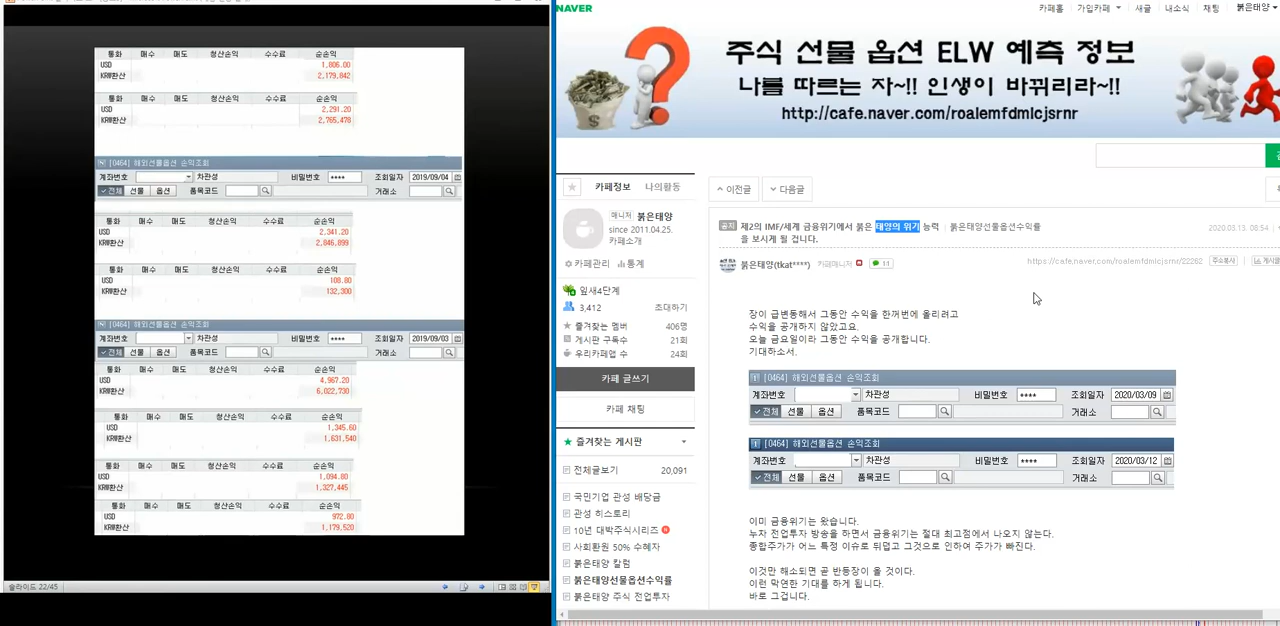 통화 매수 매도 청산손익 수수료 순손익
USD 1,806.00
KRW환산 2,179,842
통화 매수 매도 청산손익 수수료 순손익
USD 2,291.20
KRW환산 2,765,478
[0464] 해외선물옵션 손익조회
계좌번호 차관성 비밀번호 **** 조회일자 2019/09/04
전체 선물 옵션 품목코드 거래소
통화 매수 매도 청산손익 수수료 순손익
USD 2,341.20
KRW환산 2,846,899
통화 매수 매도 청산손익 수수료 순손익
USD 108.80
KRW환산 132,300
[0464] 해외선물옵션 손익조회
계좌번호 차관성 비밀번호 **** 조회일자 2019/09/03
전체 선물 옵션 품목코드 거래소
통화 매수 매도 청산손익 수수료 순손익
USD 4,967.20
KRW환산 6,022,730
통화 매수 매도 청산손익 수수료 순손익
USD 1,345.60
KRW환산 1,631,540
통화 매수 매도 청산손익 수수료 순손익
USD 1,094.80
KRW환산 1,327,445
통화 매수 매도 청산손익 수수료 순손익
USD 972.80
KRW환산 1,179,520
슬라이드 22/45
NAVER
카페홈 가입카페 새글 내소식 채팅 붉은태양
주식 선물 옵션 ELW 예측 정보
나를 따르는 자~!! 인생이 바뀌리라~!!
http://cafe.naver.com/roalemfdmlcjsrnr
카페정보 나의활동
매니저 붉은태양
since 2011.04.25.
카페소개
카페관리 통계
잎새4단계
3,412 초대하기
즐겨찾는 멤버 406명
게시판 구독수 21회
우리카페앱 수 24회
카페 글쓰기
카페 채팅
즐겨찾는 게시판
전체글보기 20,091
국민기업 관성 배당금
관성 히스토리
10년 대박주식시리즈
사회환원 50% 수혜자
붉은태양 칼럼
붉은태양선물옵션수익률
붉은태양 주식 전업투자
이전글 다음글
공지 제2의 IMF/세계 금융위기에서 붉은 태양의 위기 능력 붉은태양선물옵션수익률 2020.03.13. 08:54
을 보시게 될 겁니다.
붉은태양(tkat****) 카페매니저 1:1 https://cafe.naver.com/roalemfdmlcjsrnr/22262 주소복사
장이 급변동해서 그동안 수익을 한꺼번에 올리려고
수익을 공개하지 않았고요.
오늘 금요일이라 그동안 수익을 공개합니다.
기대하소서.
[0464] 해외선물옵션 손익조회
계좌번호 차관성 비밀번호 **** 조회일자 2020/03/09
전체 선물 옵션 품목코드 거래소
[0464] 해외선물옵션 손익조회
계좌번호 차관성 비밀번호 **** 조회일자 2020/03/12
전체 선물 옵션 품목코드 거래소
이미 금융위기는 왔습니다.
누차 전업투자 방송을 하면서 금융위기는 절대 최고점에서 나오지 않는다.
종합주가가 어느 특정 이슈로 뒤덥고 그것으로 인하여 주가가 빠진다.
이것만 해소되면 곧 반등장이 올 것이다.
이런 막연한 기대를 하게 됩니다.
바로 그겁니다.